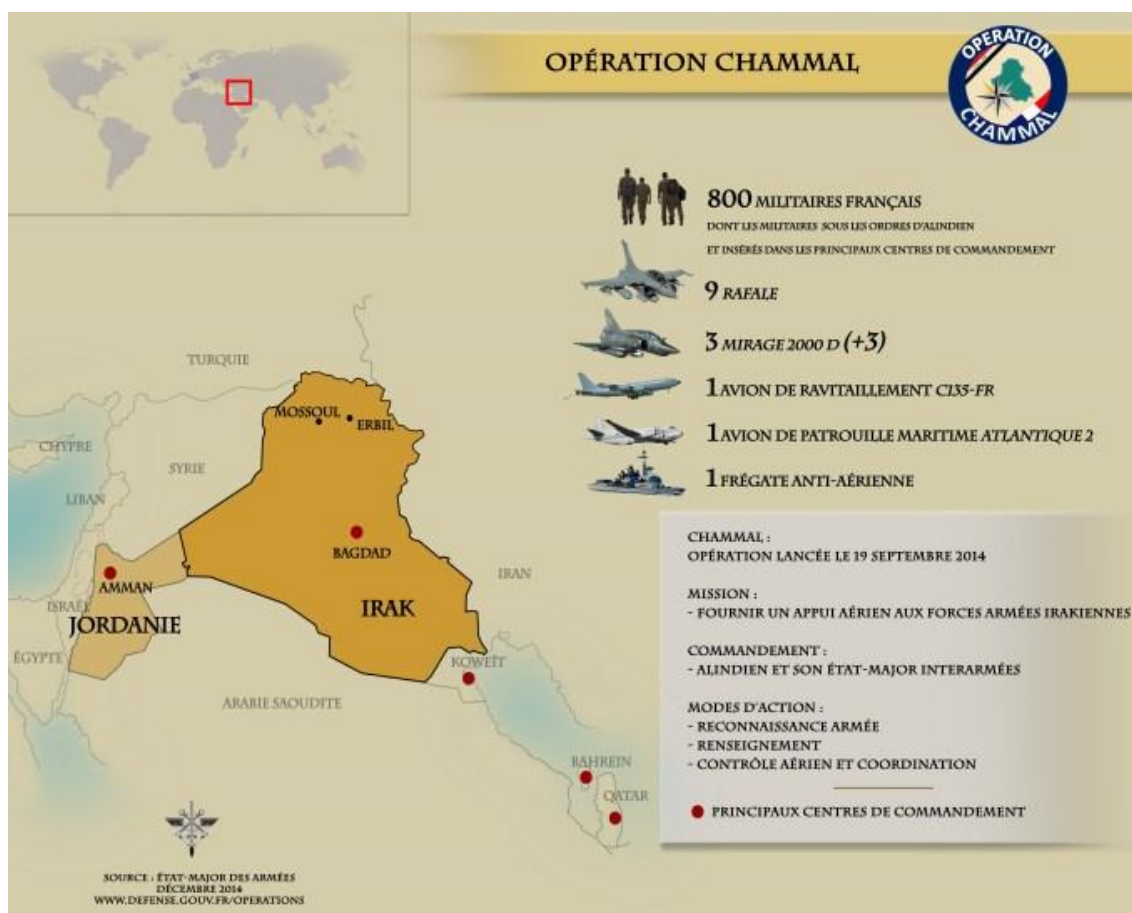 OPÉRATION CHAMMAL
OPERATION
CHAMMAL
800 MILITAIRES FRANÇAIS
DONT LES MILITAIRES SOUS LES ORDRES D'ALINDIEN
ET INSÉRÉS DANS LES PRINCIPAUX CENTRES DE COMMANDEMENT
9 RAFALE
3 MIRAGE 2000 D (+3)
1 AVION DE RAVITAILLEMENT C135-FR
1 AVION DE PATROUILLE MARITIME ATLANTIQUE 2
1 FRÉGATE ANTI-AÉRIENNE
TURQUIE
MOSSOUL
ERBIL
CHYPRE
SYRIE
LIBAN
BAGDAD
AMMAN
IRAN
ISRAËL
JORDANIE
IRAK
ÉGYPTE
KOWEÏT
ARABIE SAOUDITE
BAHREIN
QATAR
CHAMMAL :
OPÉRATION LANCÉE LE 19 SEPTEMBRE 2014
MISSION :
- FOURNIR UN APPUI AÉRIEN AUX FORCES ARMÉES IRAKIENNES
COMMANDEMENT :
- ALINDIEN ET SON ÉTAT-MAJOR INTERARMÉES
MODES D'ACTION :
- RECONNAISSANCE ARMÉE
- RENSEIGNEMENT
- CONTRÔLE AÉRIEN ET COORDINATION
PRINCIPAUX CENTRES DE COMMANDEMENT
SOURCE : ÉTAT-MAJOR DES ARMÉES
DÉCEMBRE 2014
WWW.DEFENSE.GOUV.FR/OPERATIONS